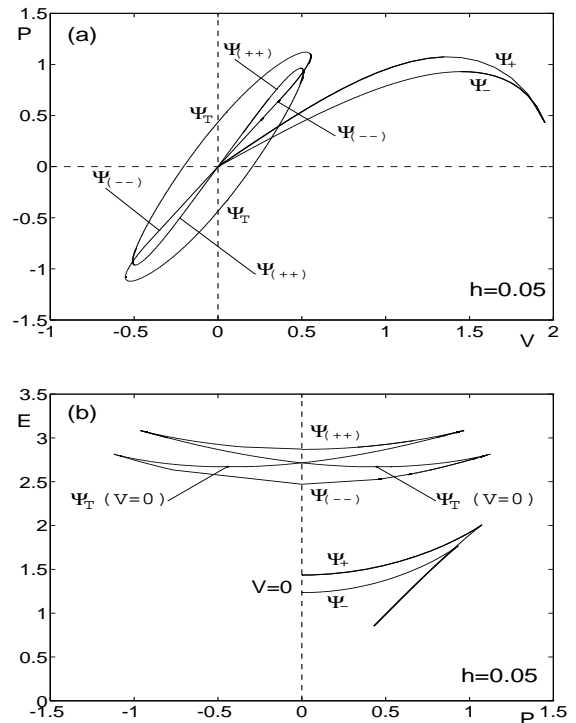 1.5
P
(a)
Ψ(++)
Ψ+
1
Ψ-
0.5
ΨT
Ψ(--)
0
Ψ(--)
ΨT
-0.5
Ψ(++)
-1
h=0.05
-1.5
-1 -0.5 0 0.5 1 1.5 V 2
3.5
E
(b)
3
Ψ(++)
2.5
ΨT (V=0) Ψ(--) ΨT (V=0)
2
1.5
Ψ+
V=0
Ψ-
1
0.5
h=0.05
0
-1.5 -1 -0.5 0 0.5 1 P 1.5